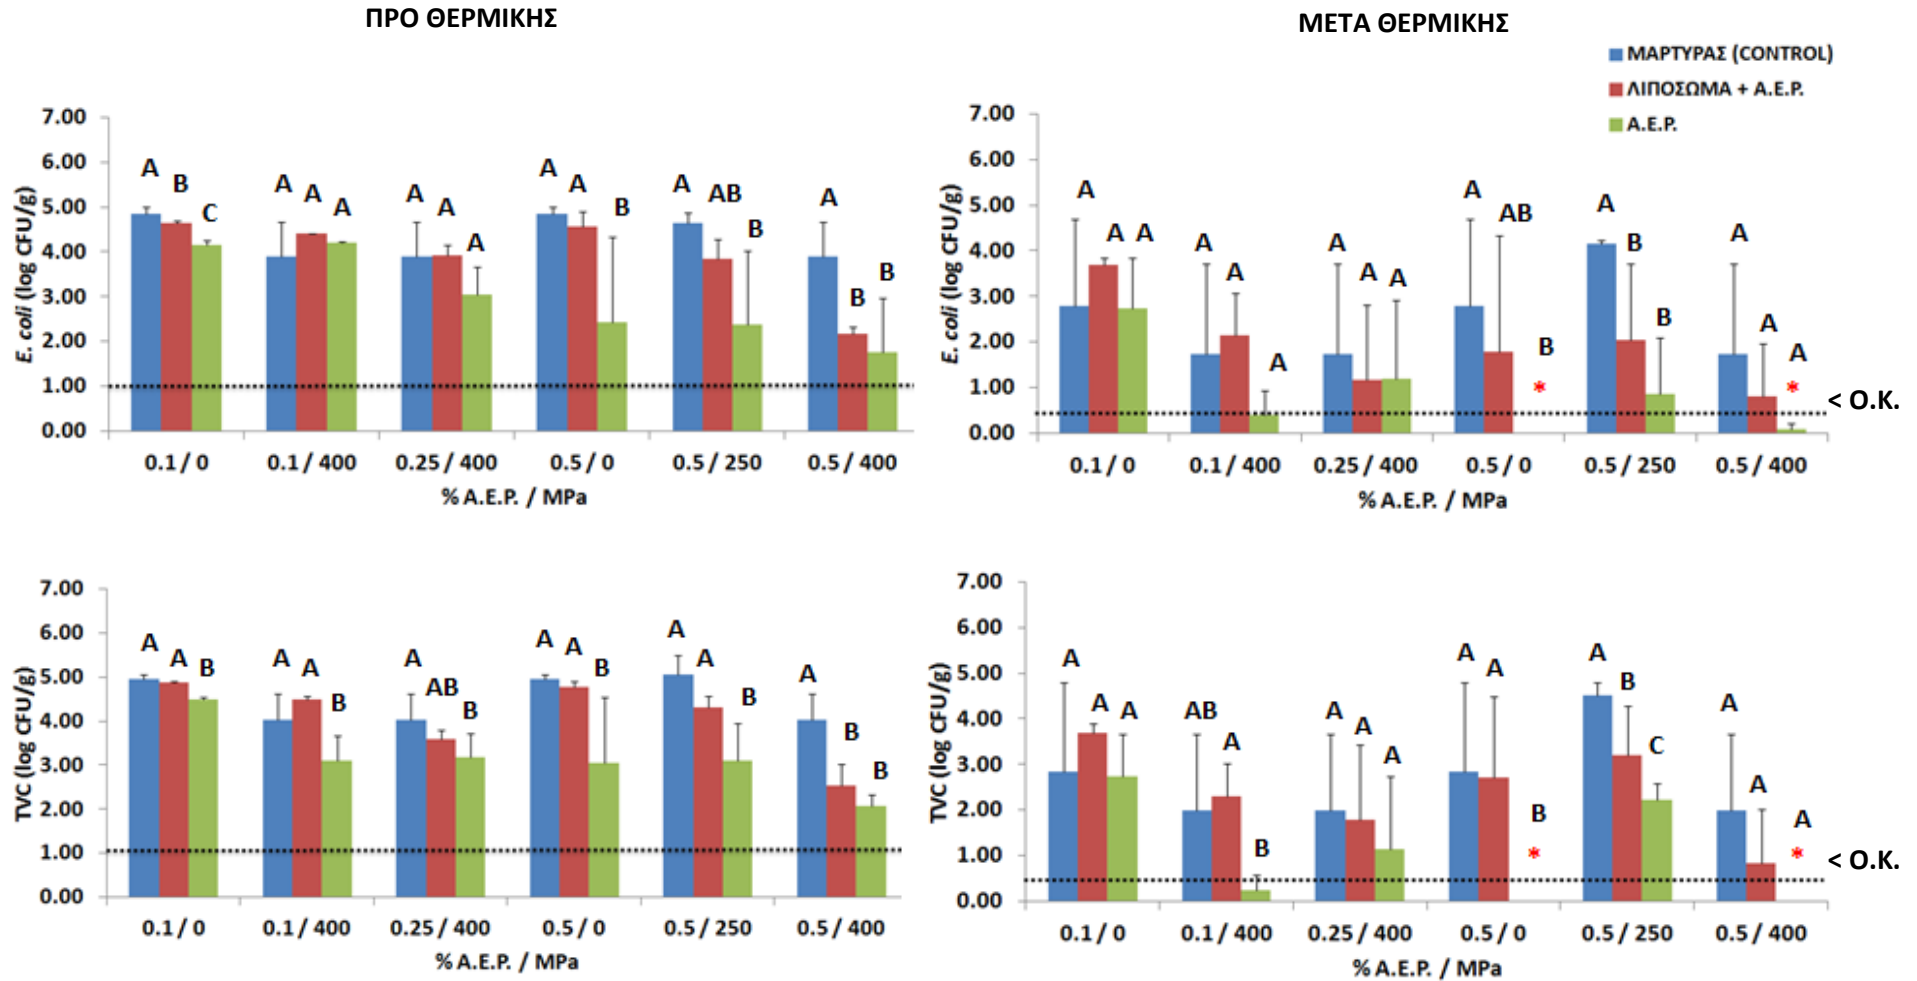 ΠΡΟ ΘΕΡΜΙΚΗΣ
ΜΕΤΑ ΘΕΡΜΙΚΗΣ
ΜΑΡΤΥΡΑΣ (CONTROL)
ΛΙΠΟΣΩΜΑ + Α.Ε.Ρ.
Α.Ε.Ρ.
E. coli (log CFU/g)
7.00
6.00
5.00
4.00
3.00
2.00
1.00
0.00
A B C A A A A A A A A B A AB B A B B
0.1 / 0 0.1 / 400 0.25 / 400 0.5 / 0 0.5 / 250 0.5 / 400
% Α.Ε.Ρ. / MPa
E. coli (log CFU/g)
7.00
6.00
5.00
4.00
3.00
2.00
1.00
0.00
A A A A A A A A A A AB B A B B A A A
* *
< Ο.Κ.
0.1 / 0 0.1 / 400 0.25 / 400 0.5 / 0 0.5 / 250 0.5 / 400
% Α.Ε.Ρ. / MPa
TVC (log CFU/g)
7.00
6.00
5.00
4.00
3.00
2.00
1.00
0.00
A A B A A B A AB B A A B A A B A B B
0.1 / 0 0.1 / 400 0.25 / 400 0.5 / 0 0.5 / 250 0.5 / 400
% Α.Ε.Ρ. / MPa
TVC (log CFU/g)
7.00
6.00
5.00
4.00
3.00
2.00
1.00
0.00
A A A AB A B A A A A A B A B C A A A
* *
< Ο.Κ.
0.1 / 0 0.1 / 400 0.25 / 400 0.5 / 0 0.5 / 250 0.5 / 400
% Α.Ε.Ρ. / MPa